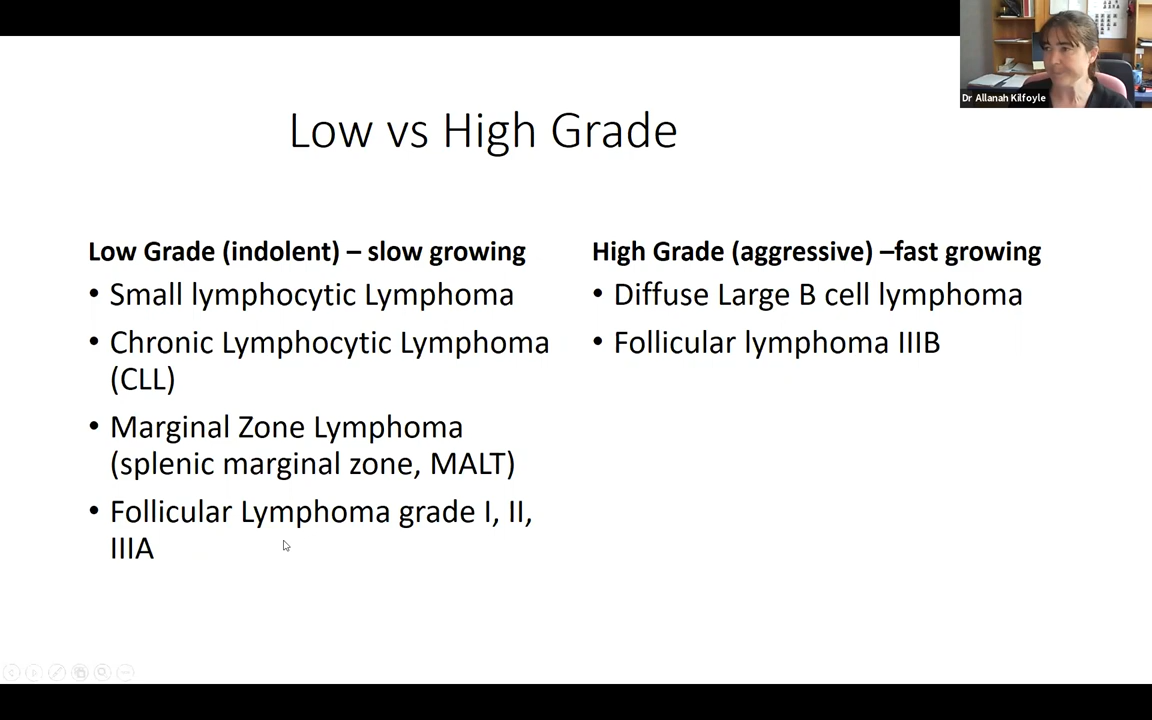 Dr Allanah Kilfoyle
Low vs High Grade
Low Grade (indolent) – slow growing
• Small lymphocytic Lymphoma
• Chronic Lymphocytic Lymphoma
(CLL)
• Marginal Zone Lymphoma
(splenic marginal zone, MALT)
• Follicular Lymphoma grade I, II,
IIIA
High Grade (aggressive) –fast growing
• Diffuse Large B cell lymphoma
• Follicular lymphoma IIIB